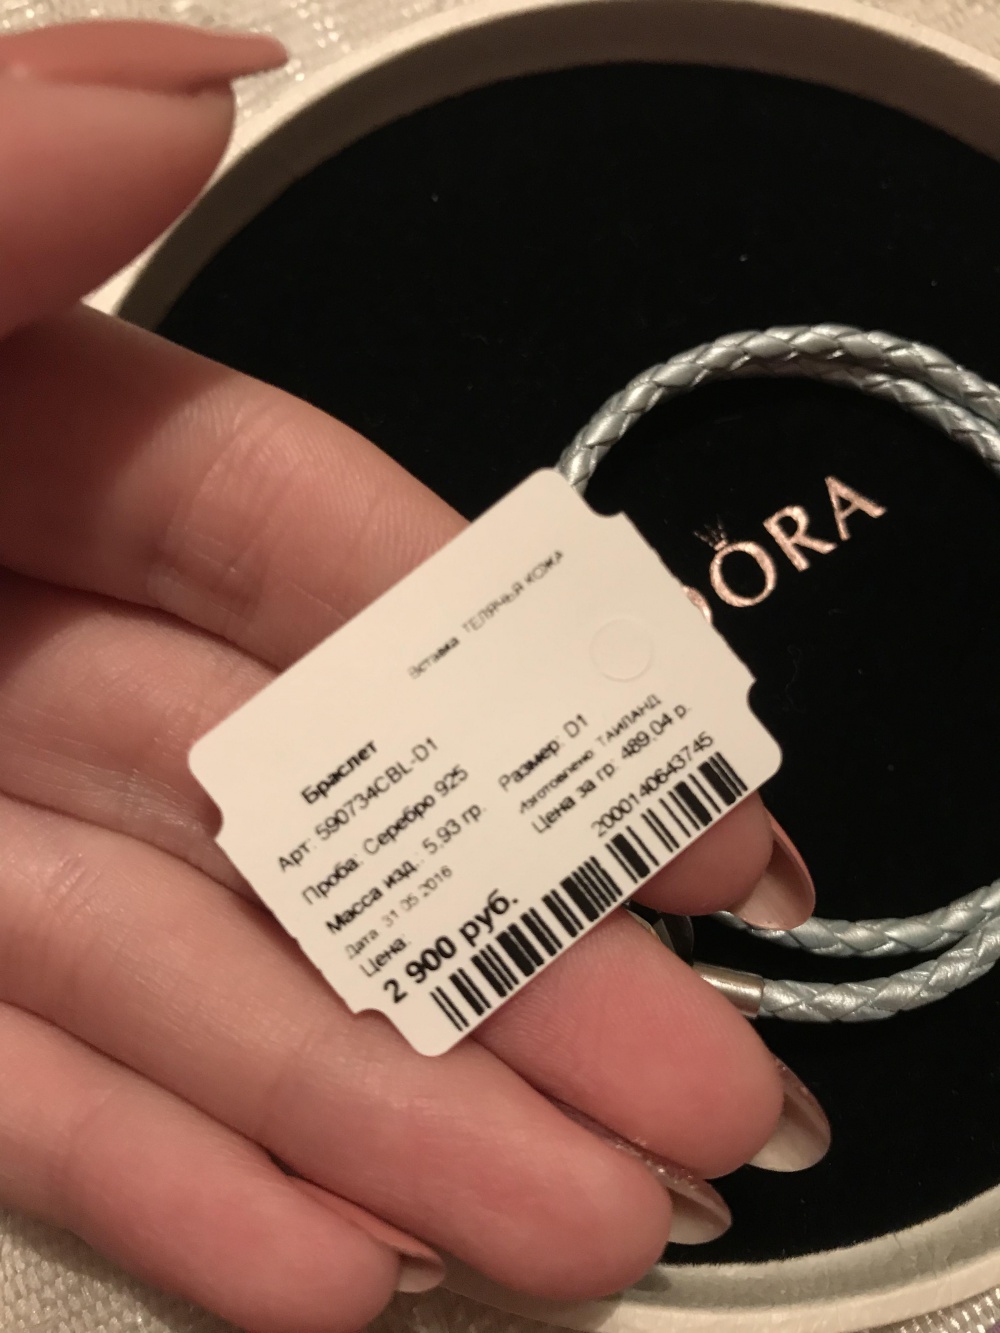 Вставка ТЕЛЯЧЬЯ КОЖА
Браслет
Арт: 590734CBL-D1
Проба: Серебро 925
Масса изд.: 5,93 гр.
Дата 31 05 2016
Цена:
2 900 руб.
Размер: D1
Изготовлено ТАИЛАНД
Цена за гр: 489,04 р.
2000140643745
ORA